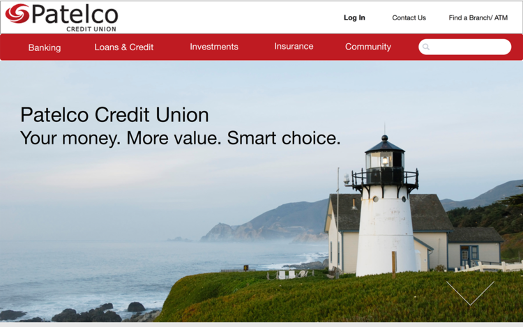 Patelco
CREDIT UNION
Log In
Contact Us
Find a Branch/ ATM
Banking
Loans & Credit
Investments
Insurance
Community
Patelco Credit Union
Your money. More value. Smart choice.